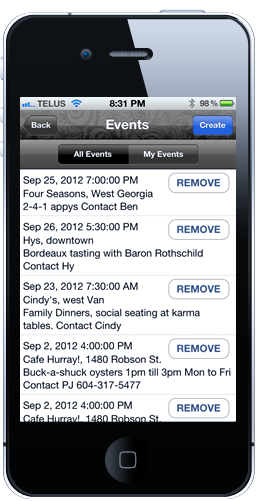 TELUS 8:31 PM 98 %
Back Events Create
All Events My Events
Sep 25, 2012 7:00:00 PM REMOVE
Four Seasons, West Georgia
2-4-1 appys Contact Ben
Sep 26, 2012 5:30:00 PM REMOVE
Hys, downtown
Bordeaux tasting with Baron Rothschild
Contact Hy
Sep 23, 2012 7:30:00 AM REMOVE
Cindy's, west Van
Family Dinners, social seating at karma
tables. Contact Cindy
Sep 2, 2012 4:00:00 PM REMOVE
Cafe Hurray!, 1480 Robson St.
Buck-a-shuck oysters 1pm till 3pm Mon to Fri
Contact PJ 604-317-5477
Sep 2, 2012 4:00:00 PM REMOVE
Cafe Hurray!, 1480 Robson St.